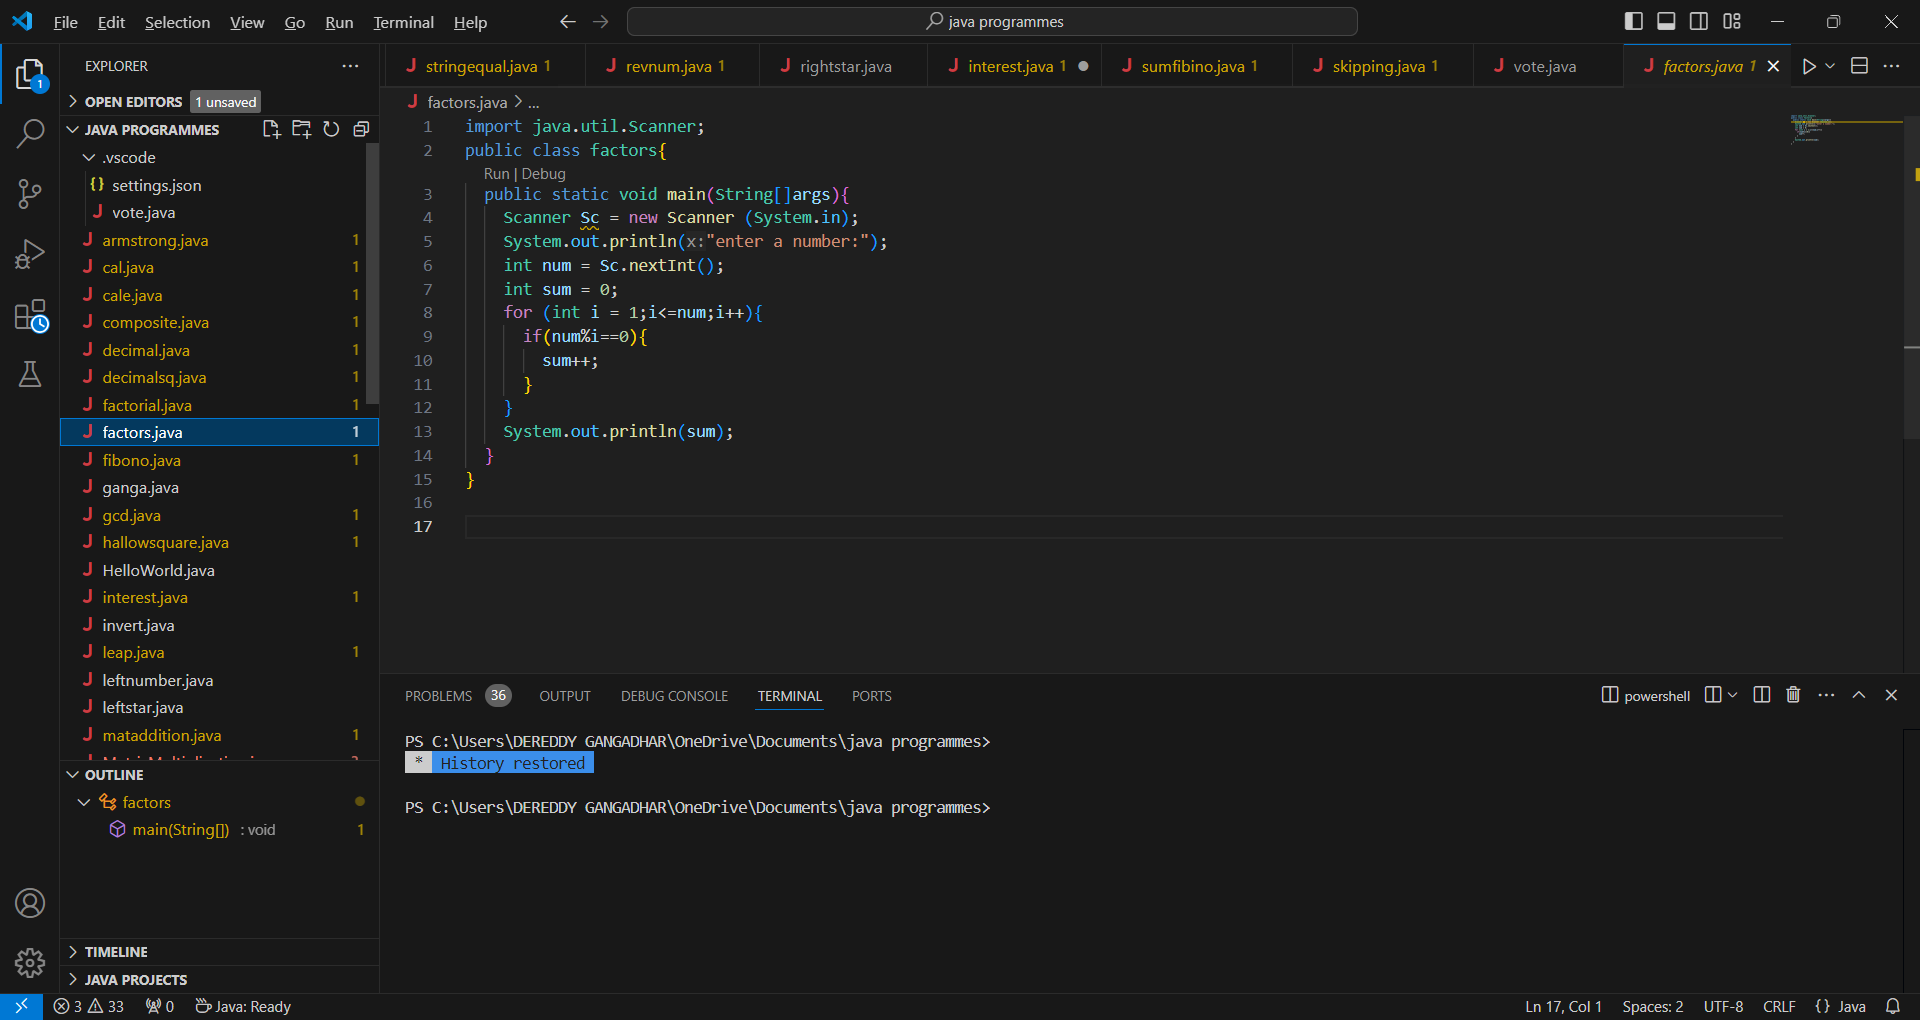 File Edit Selection View Go Run Terminal Help
java programmes
EXPLORER
OPEN EDITORS 1 unsaved
JAVA PROGRAMMES
.vscode
settings.json
vote.java
armstrong.java 1
cal.java 1
cale.java 1
composite.java 1
decimal.java 1
decimalsq.java 1
factorial.java 1
factors.java 1
fibono.java 1
ganga.java
gcd.java 1
hallowsquare.java 1
HelloWorld.java
interest.java 1
invert.java
leap.java 1
leftnumber.java
leftstar.java
mataddition.java 1
OUTLINE
factors
main(String[]) : void 1
TIMELINE
JAVA PROJECTS
stringequal.java 1 revnum.java 1 rightstar.java interest.java 1 sumfibino.java 1 skipping.java 1 vote.java factors.java 1
factors.java > ...
1 import java.util.Scanner;
2 public class factors{
Run | Debug
3 public static void main(String[]args){
4 Scanner Sc = new Scanner (System.in);
5 System.out.println(x:"enter a number:");
6 int num = Sc.nextInt();
7 int sum = 0;
8 for (int i = 1;i<=num;i++){
9 if(num%i==0){
10 sum++;
11 }
12 }
13 System.out.println(sum);
14 }
15 }
16
17
PROBLEMS 36 OUTPUT DEBUG CONSOLE TERMINAL PORTS powershell
PS C:\Users\DEREDDY GANGADHAR\OneDrive\Documents\java programmes>
* History restored
PS C:\Users\DEREDDY GANGADHAR\OneDrive\Documents\java programmes>
3 33 0 Java: Ready Ln 17, Col 1 Spaces: 2 UTF-8 CRLF {} Java